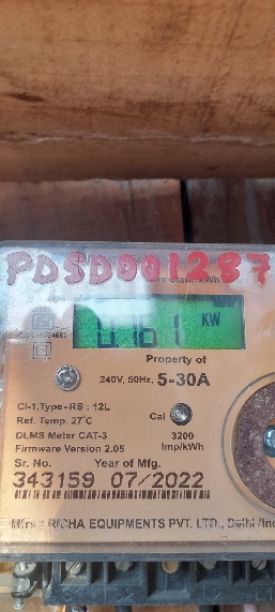 PDSD001287
KW
Property of
240V, 50Hz, 5-30A
Cl-1, Type-RS : 12L
Ref. Temp. 27°C
DLMS Meter CAT-3
Firmware Version 2.05
Cal
3200
Imp/kWh
Sr. No. Year of Mfg.
343159 07/2022
Mfrs : RICHA EQUIPMENTS PVT. LTD., Delhi